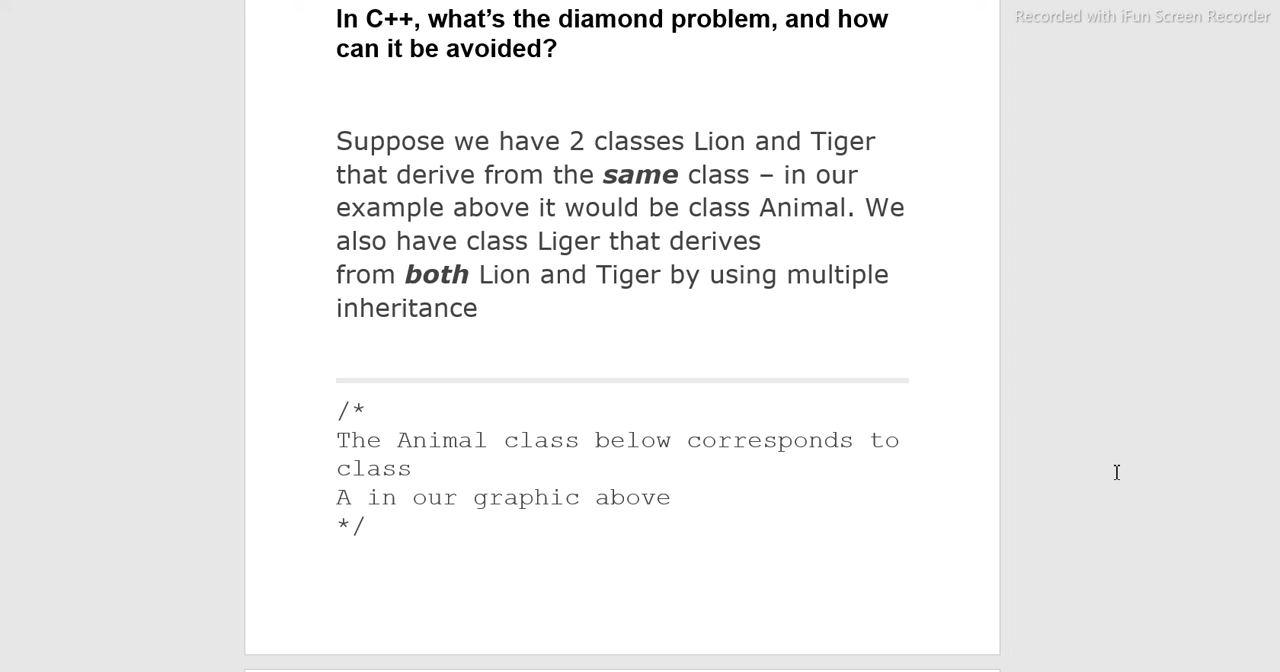 Recorded with iFun Screen Recorder
In C++, what’s the diamond problem, and how
can it be avoided?
Suppose we have 2 classes Lion and Tiger
that derive from the same class – in our
example above it would be class Animal. We
also have class Liger that derives
from both Lion and Tiger by using multiple
inheritance
/*
The Animal class below corresponds to
class
A in our graphic above
*/